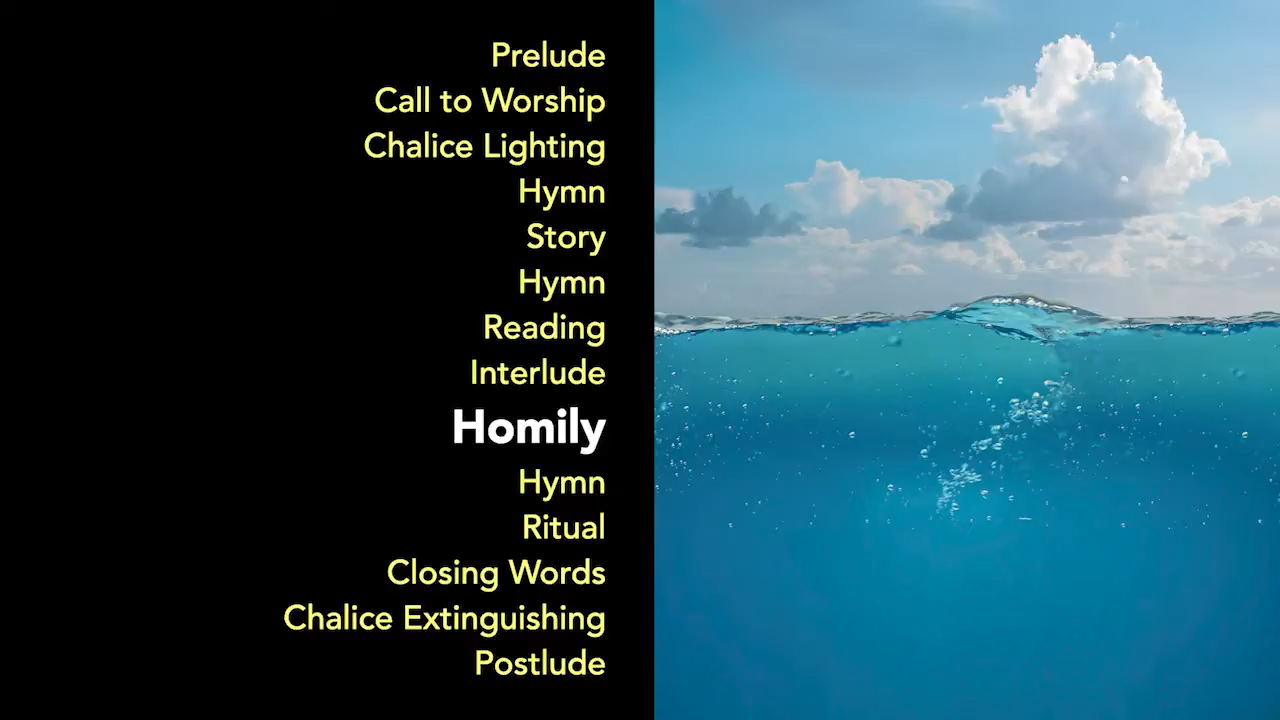 Prelude
Call to Worship
Chalice Lighting
Hymn
Story
Hymn
Reading
Interlude
Homily
Hymn
Ritual
Closing Words
Chalice Extinguishing
Postlude